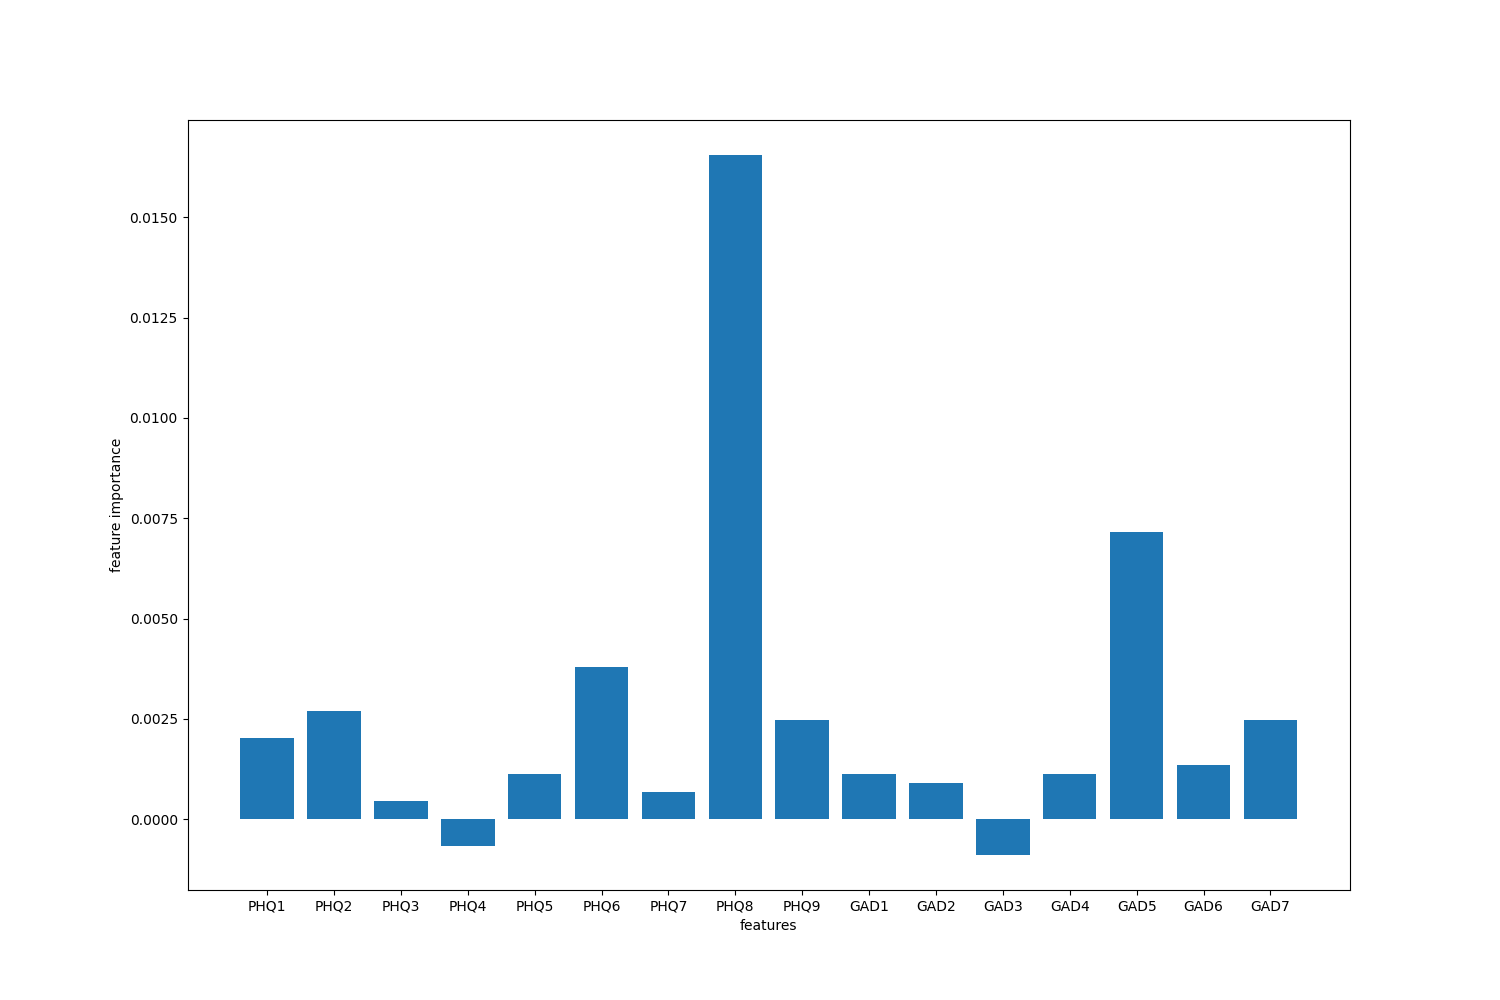 0.0150
0.0125
0.0100
0.0075
0.0050
0.0025
0.0000
feature importance
PHQ1 PHQ2 PHQ3 PHQ4 PHQ5 PHQ6 PHQ7 PHQ8 PHQ9 GAD1 GAD2 GAD3 GAD4 GAD5 GAD6 GAD7
features